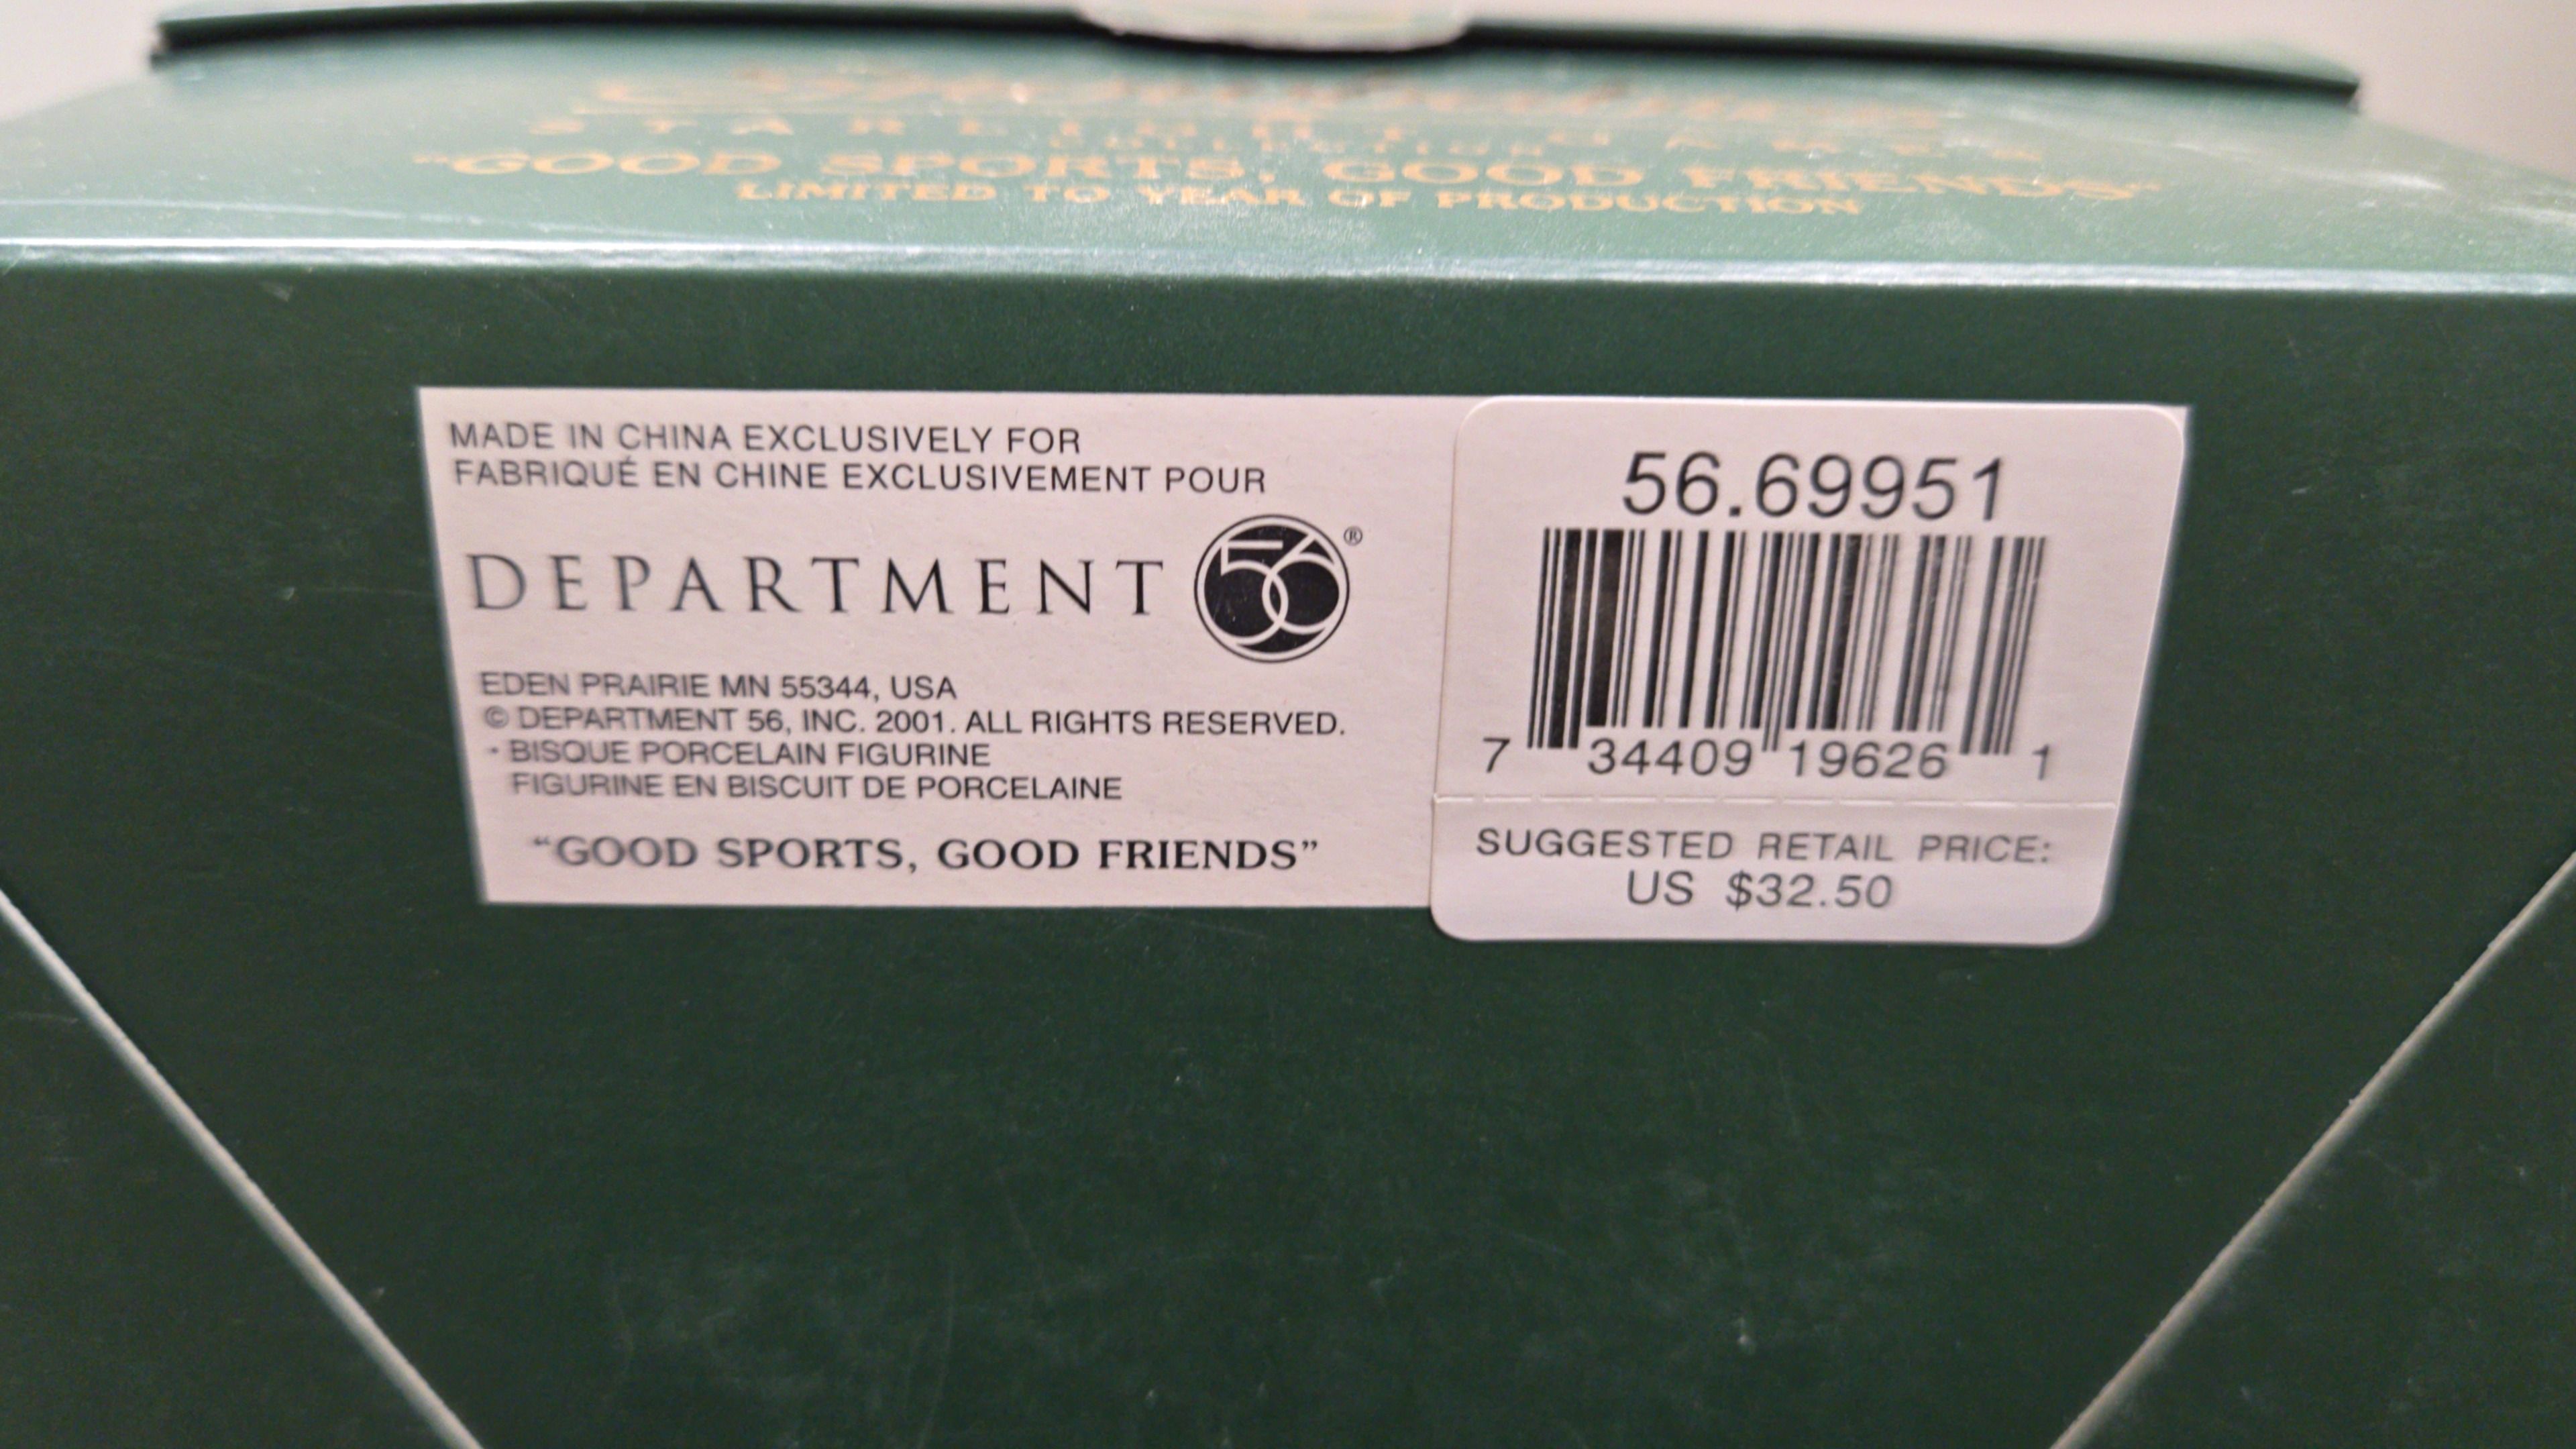 STARLIGHT GAMES
COLLECTION
"GOOD SPORTS, GOOD FRIENDS"
LIMITED TO YEAR OF PRODUCTION
MADE IN CHINA EXCLUSIVELY FOR
FABRIQUÉ EN CHINE EXCLUSIVEMENT POUR
DEPARTMENT 56®
EDEN PRAIRIE MN 55344, USA
© DEPARTMENT 56, INC. 2001. ALL RIGHTS RESERVED.
• BISQUE PORCELAIN FIGURINE
FIGURINE EN BISCUIT DE PORCELAINE
“GOOD SPORTS, GOOD FRIENDS”
56.69951
7 34409 19626 1
SUGGESTED RETAIL PRICE:
US $32.50